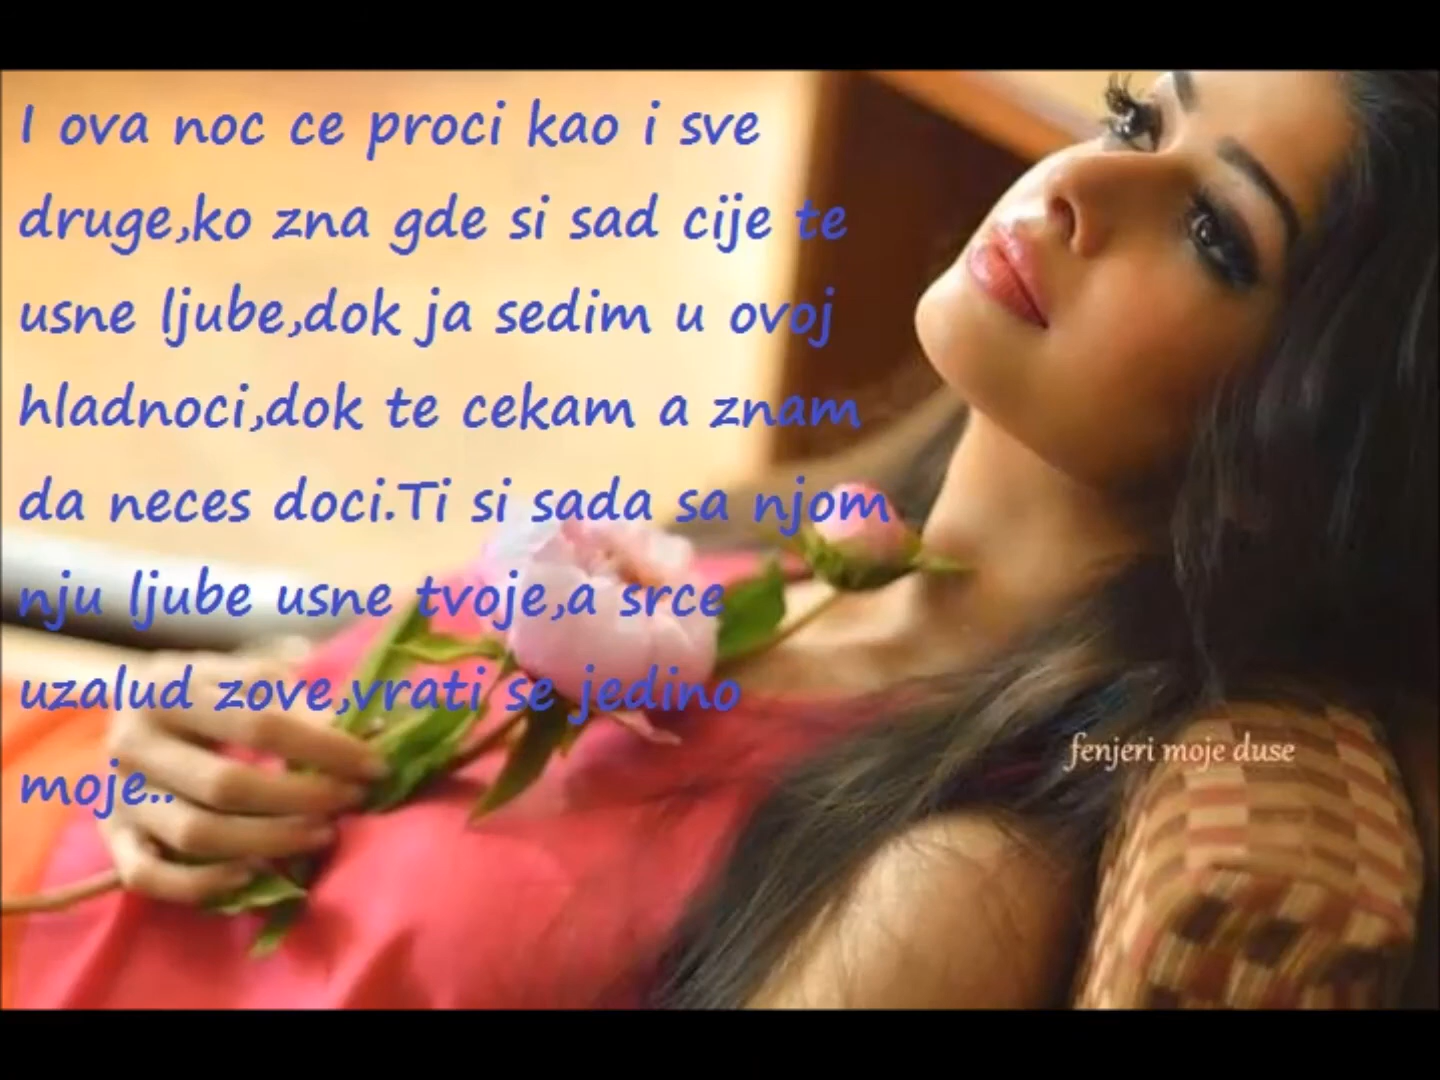 I ova noc ce proci kao i sve
druge,ko zna gde si sad cije te
usne ljube,dok ja sedim u ovoj
hladnoci,dok te cekam a znam
da neces doci.Ti si sada sa njom
nju ljube usne tvoje,a srce
uzalud zove,vrati se jedino
moje..
fenjeri moje duse